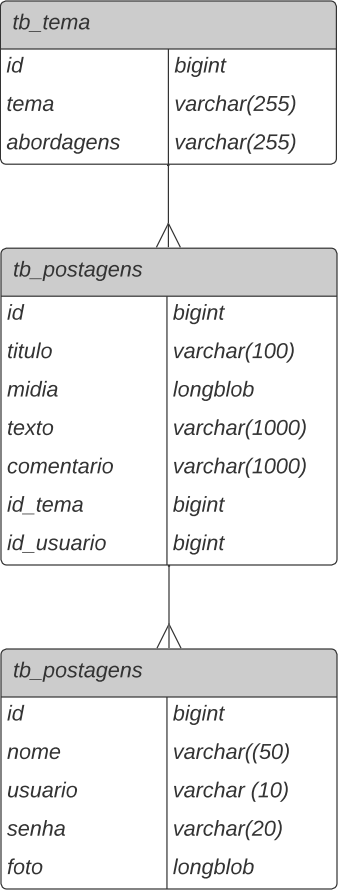 tb_tema
id bigint
tema varchar(255)
abordagens varchar(255)
tb_postagens
id bigint
titulo varchar(100)
midia longblob
texto varchar(1000)
comentario varchar(1000)
id_tema bigint
id_usuario bigint
tb_postagens
id bigint
nome varchar((50)
usuario varchar (10)
senha varchar(20)
foto longblob